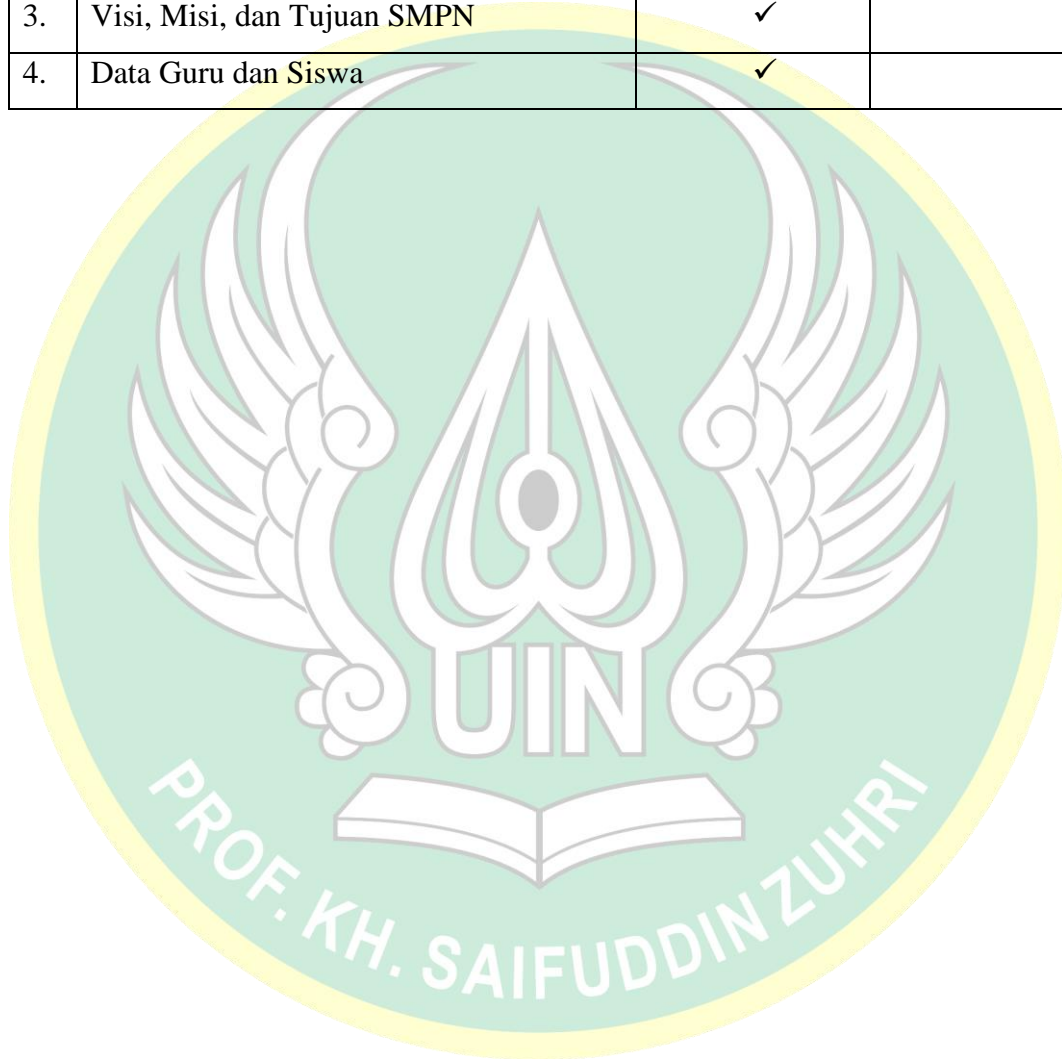 3. Visi, Misi, dan Tujuan SMPN ✓
4. Data Guru dan Siswa ✓
UIN
PROF. KH. SAIFUDDIN ZUHRI